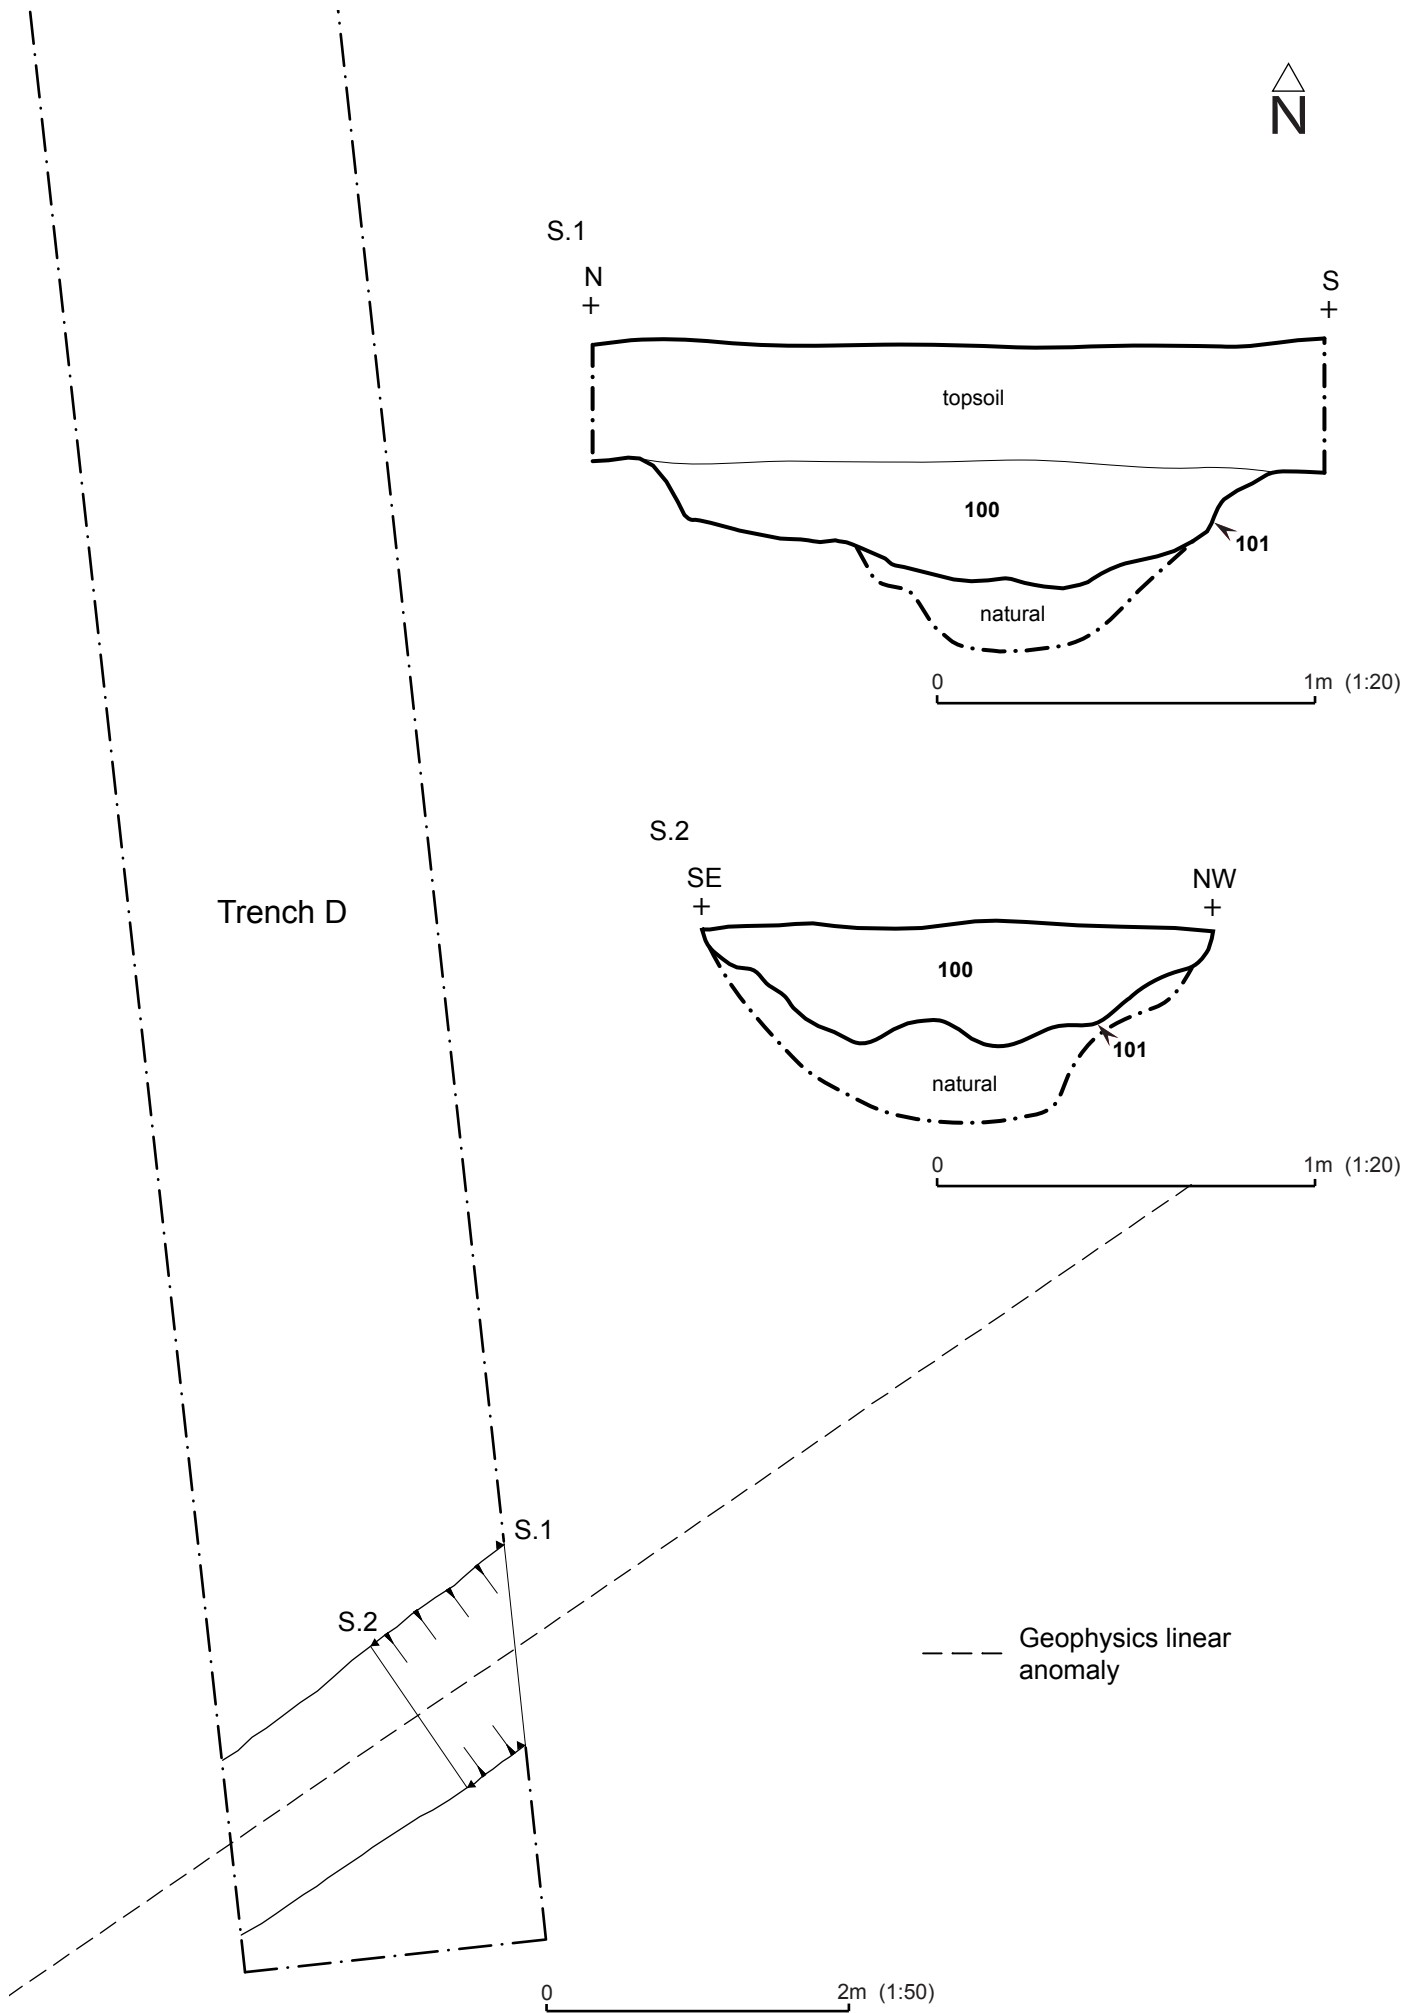 N
S.1
N
S
+
+
topsoil
100
101
natural
0
1m (1:20)
S.2
SE
NW
+
+
Trench D
100
101
natural
0
1m (1:20)
S.1
S.2
Geophysics linear
anomaly
0
2m (1:50)